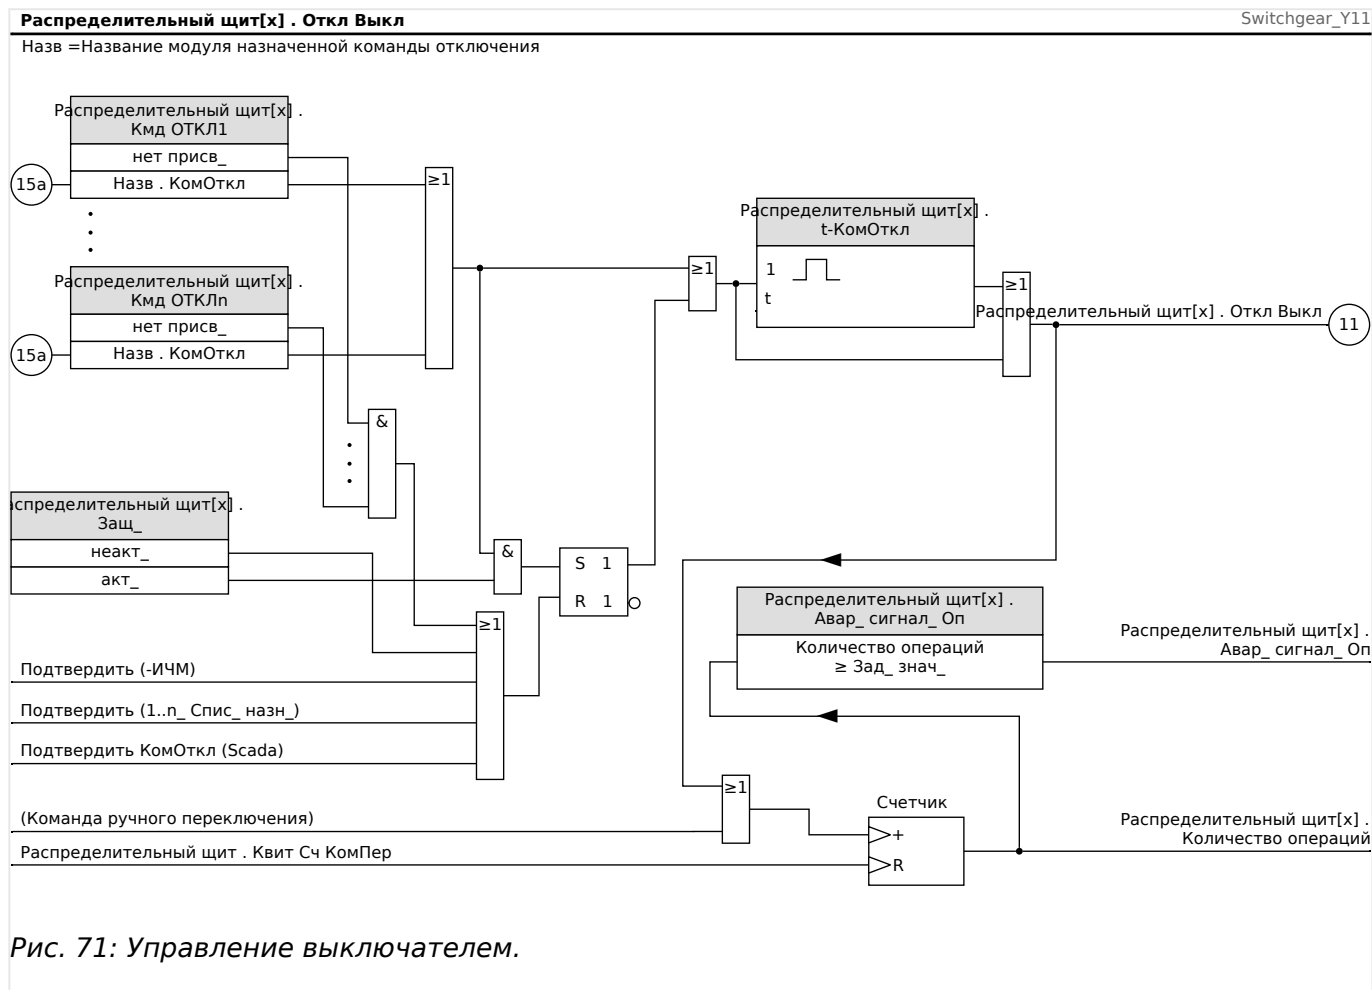 Распределительный щит[x] . Откл Выкл
Switchgear_Y11
Назв =Название модуля назначенной команды отключения
Распределительный щит[x] .
Кмд ОТКЛ1
нет присв_
15a
Назв . КомОткл
≥1
Распределительный щит[x] .
t-КомОткл
1
t
Распределительный щит[x] .
Кмд ОТКЛn
нет присв_
15a
Назв . КомОткл
≥1
≥1
Распределительный щит[x] . Откл Выкл
11
&
аспределительный щит[x] .
Защ_
неакт_
акт_
&
S 1
R 1
≥1
Распределительный щит[x] .
Авар_ сигнал_ Оп
Количество операций
≥ Зад_ знач_
Распределительный щит[x] .
Авар_ сигнал_ Оп
Подтвердить (-ИЧМ)
Подтвердить (1..n_ Спис_ назн_)
Подтвердить КомОткл (Scada)
≥1
(Команда ручного переключения)
Распределительный щит . Квит Сч КомПер
Счетчик
+
R
Распределительный щит[x] .
Количество операций
Рис. 71: Управление выключателем.